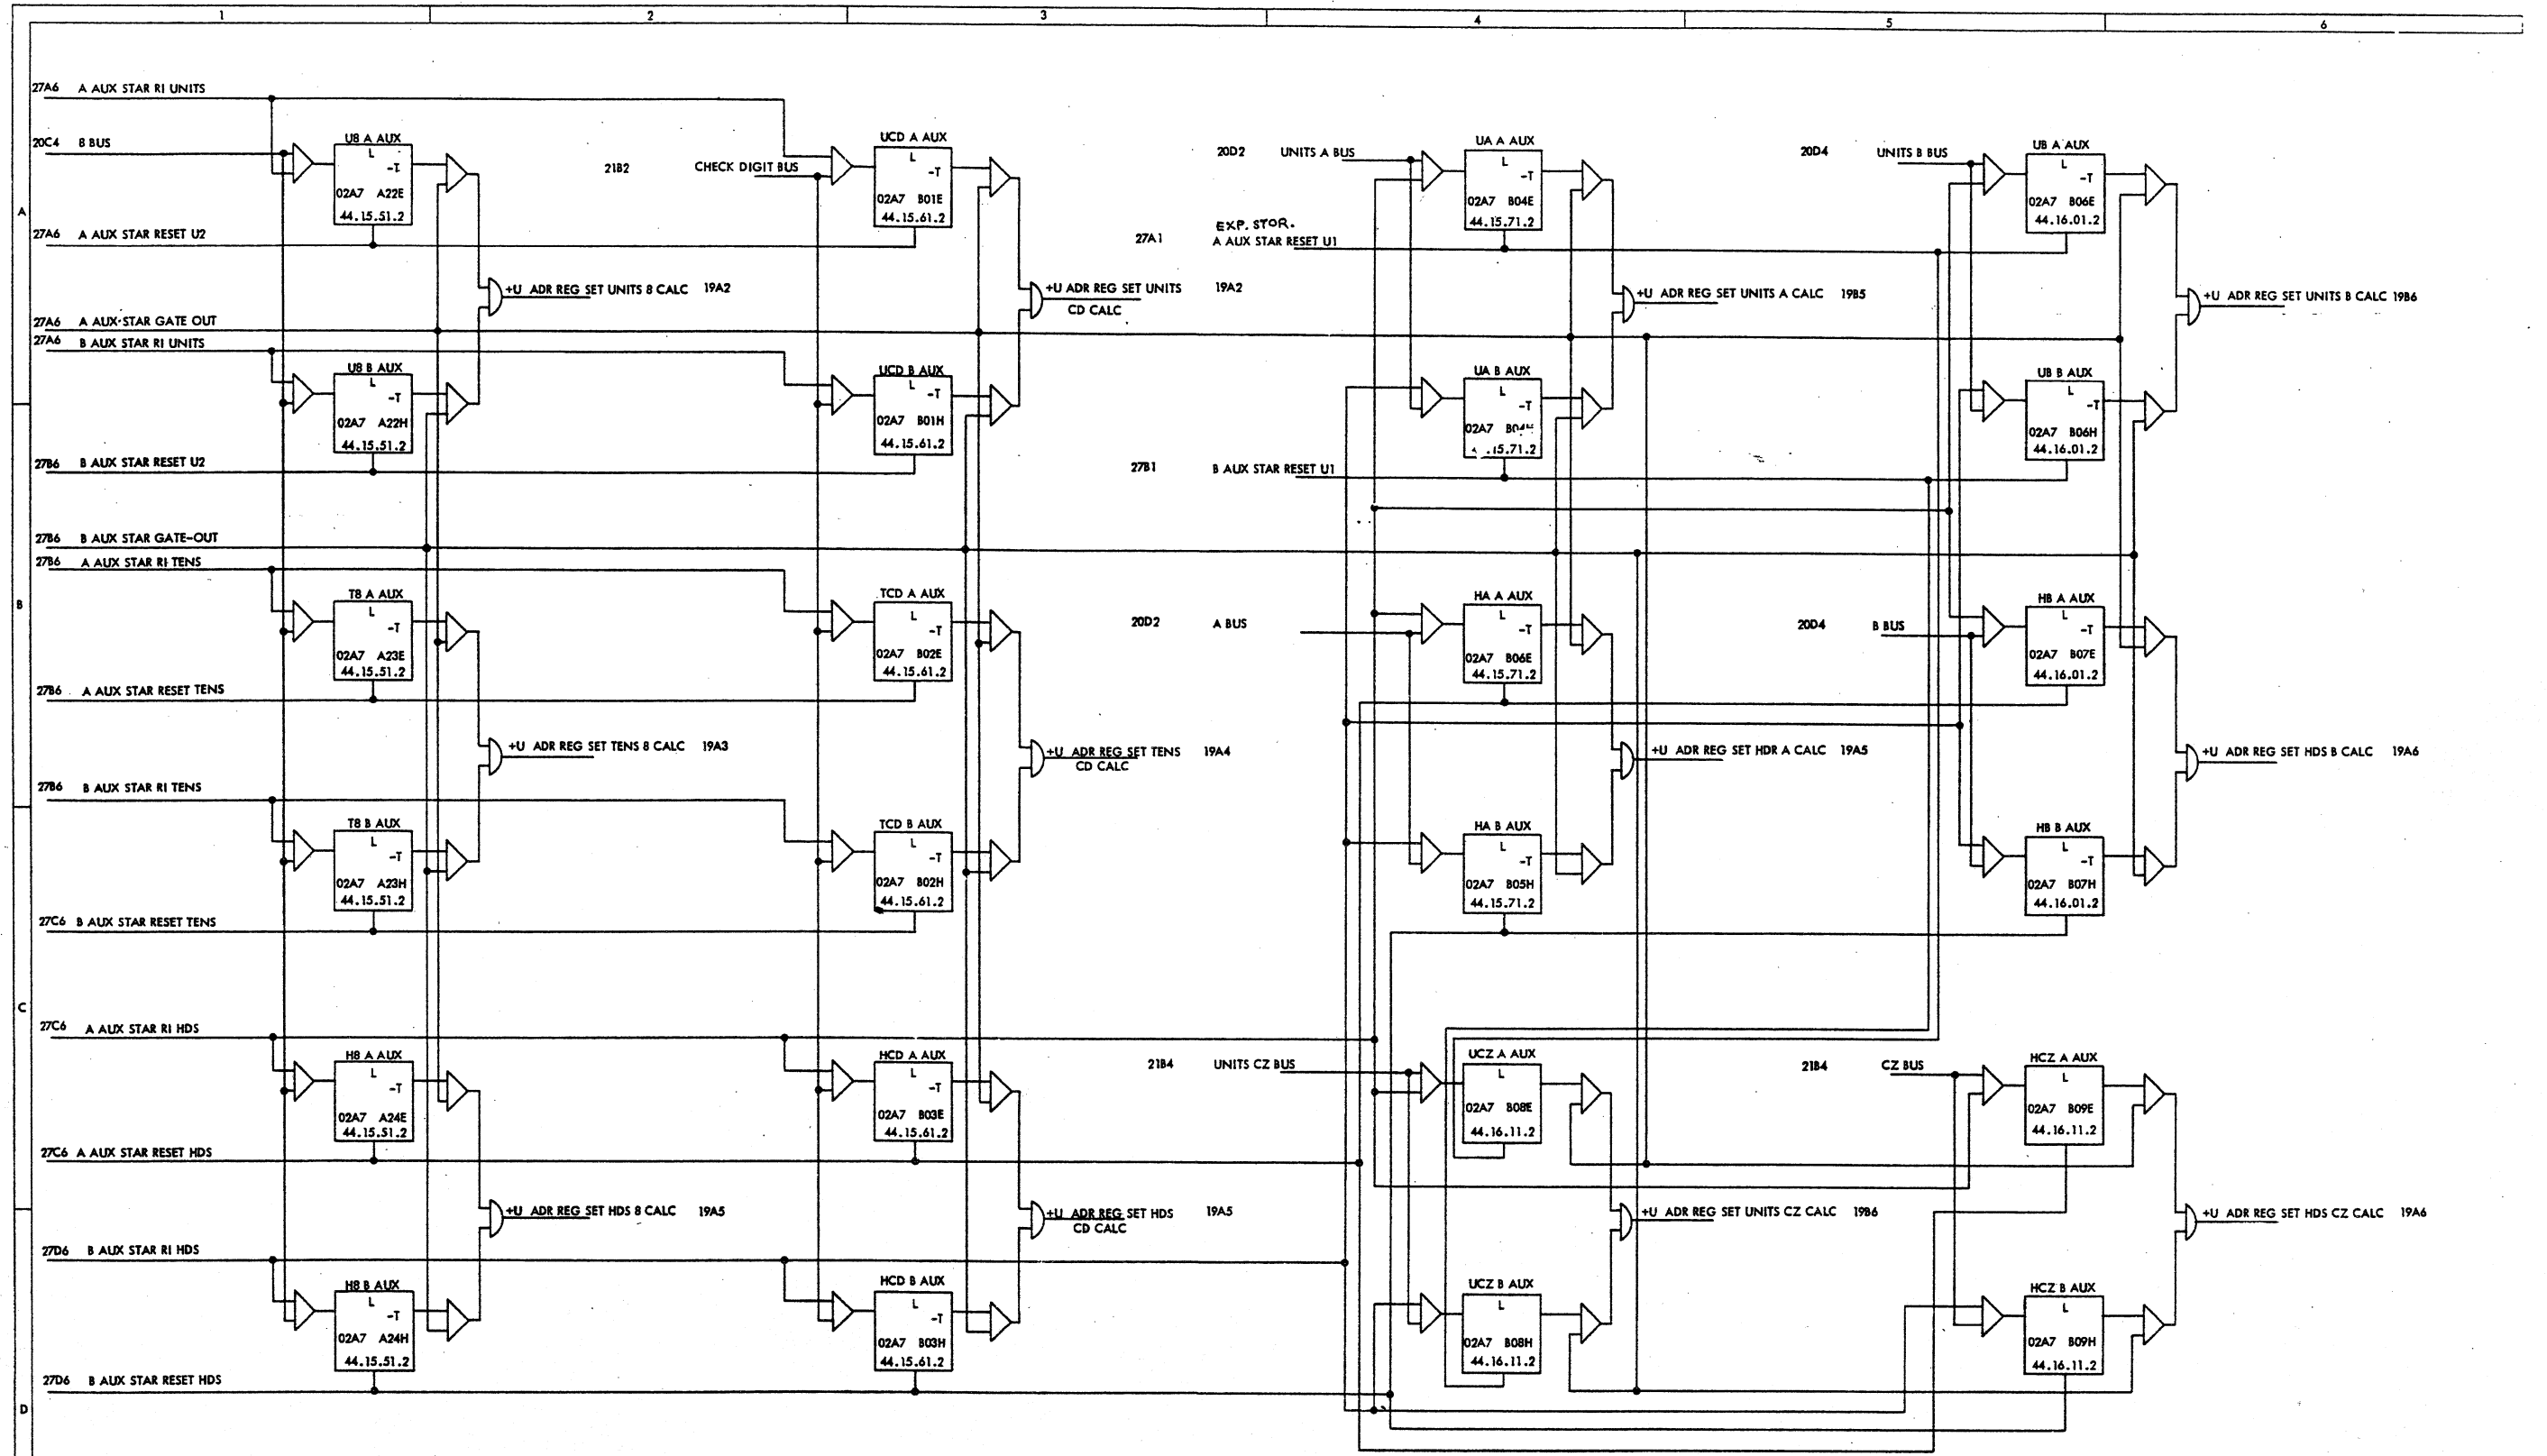 1 2 3 4 5 6
A
B
C
D
27A6 A AUX STAR RI UNITS
20C4 8 BUS
U8 A AUX
L
-T
02A7 A22E
44.15.51.2
27A6 A AUX STAR RESET U2
+U ADR REG SET UNITS 8 CALC 19A2
27A6 A AUX STAR GATE OUT
27A6 B AUX STAR RI UNITS
U8 B AUX
L
-T
02A7 A22H
44.15.51.2
27B6 B AUX STAR RESET U2
27B6 B AUX STAR GATE-OUT
27B6 A AUX STAR RI TENS
T8 A AUX
L
-T
02A7 A23E
44.15.51.2
27B6 A AUX STAR RESET TENS
+U ADR REG SET TENS 8 CALC 19A3
27B6 B AUX STAR RI TENS
T8 B AUX
L
-T
02A7 A23H
44.15.51.2
27C6 B AUX STAR RESET TENS
27C6 A AUX STAR RI HDS
H8 A AUX
L
-T
02A7 A24E
44.15.51.2
27C6 A AUX STAR RESET HDS
+U ADR REG SET HDS 8 CALC 19A5
27D6 B AUX STAR RI HDS
H8 B AUX
L
-T
02A7 A24H
44.15.51.2
27D6 B AUX STAR RESET HDS
21B2 CHECK DIGIT BUS
UCD A AUX
L
-T
02A7 B01E
44.15.61.2
+U ADR REG SET UNITS 19A2
CD CALC
UCD B AUX
L
-T
02A7 B01H
44.15.61.2
TCD A AUX
L
-T
02A7 B02E
44.15.61.2
+U ADR REG SET TENS 19A4
CD CALC
TCD B AUX
L
-T
02A7 B02H
44.15.61.2
HCD A AUX
L
-T
02A7 B03E
44.15.61.2
+U ADR REG SET HDS 19A5
CD CALC
HCD B AUX
L
-T
02A7 B03H
44.15.61.2
20D2 UNITS A BUS
UA A AUX
L
-T
02A7 B04E
44.15.71.2
EXP. STOR.
27A1 A AUX STAR RESET U1
+U ADR REG SET UNITS A CALC 19B5
UA B AUX
L
-T
02A7
.15.71.2
27B1 B AUX STAR RESET U1
20D2 A BUS
HA A AUX
L
-T
02A7 B06E
44.15.71.2
+U ADR REG SET HDR A CALC 19A5
HA B AUX
L
-T
02A7 B05H
44.15.71.2
21B4 UNITS CZ BUS
UCZ A AUX
L
02A7 B08E
44.16.11.2
+U ADR REG SET UNITS CZ CALC 19B6
UCZ B AUX
L
02A7 B08H
44.16.11.2
20D4 UNITS B BUS
UB A AUX
L
-T
02A7 B06E
44.16.01.2
+U ADR REG SET UNITS B CALC 19B6
UB B AUX
L
-T
02A7 B06H
44.16.01.2
20D4 B BUS
HB A AUX
L
-T
02A7 B07E
44.16.01.2
+U ADR REG SET HDS B CALC 19A6
HB B AUX
L
-T
02A7 B07H
44.16.01.2
21B4 CZ BUS
HCZ A AUX
L
02A7 B09E
44.16.11.2
+U ADR REG SET HDS CZ CALC 19A6
HCZ B AUX
L
02A7 B09H
44.16.11.2